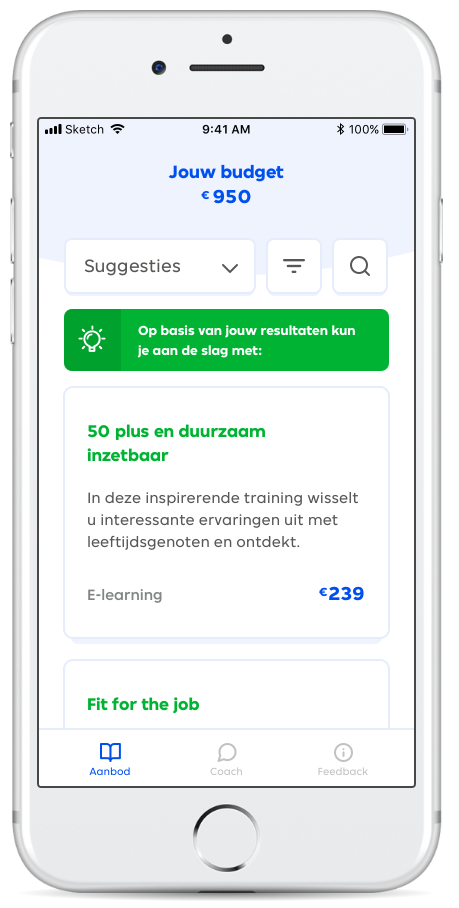 Sketch 9:41 AM 100%
Jouw budget
€ 950
Suggesties
Op basis van jouw resultaten kun
je aan de slag met:
50 plus en duurzaam
inzetbaar
In deze inspirerende training wisselt
u interessante ervaringen uit met
leeftijdsgenoten en ontdekt.
E-learning €239
Fit for the job
Aanbod Coach Feedback